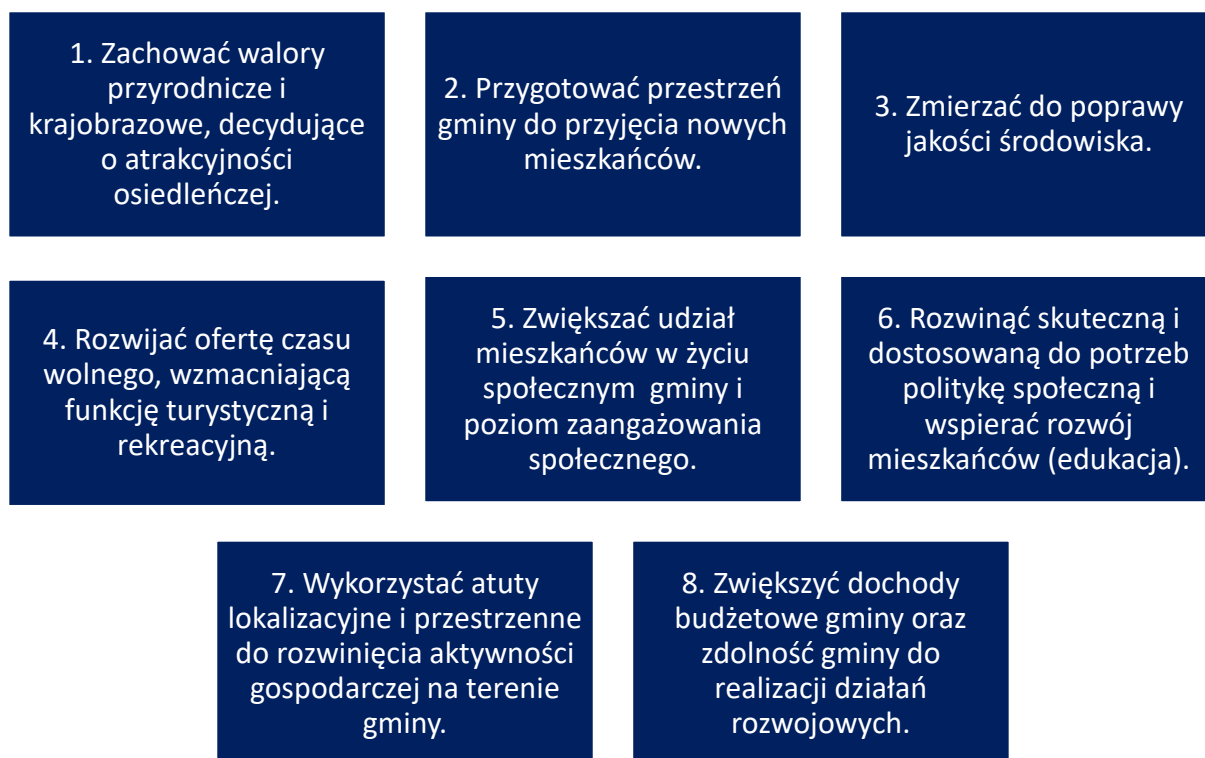 1. Zachować walory
przyrodnicze i
krajobrazowe, decydujące
o atrakcyjności
osiedleńczej.
2. Przygotować przestrzeń
gminy do przyjęcia nowych
mieszkańców.
3. Zmierzać do poprawy
jakości środowiska.
4. Rozwijać ofertę czasu
wolnego, wzmacniającą
funkcję turystyczną i
rekreacyjną.
5. Zwiększać udział
mieszkańców w życiu
społecznym gminy i
poziom zaangażowania
społecznego.
6. Rozwinąć skuteczną i
dostosowaną do potrzeb
politykę społeczną i
wspierać rozwój
mieszkańców (edukacja).
7. Wykorzystać atuty
lokalizacyjne i przestrzenne
do rozwinięcia aktywności
gospodarczej na terenie
gminy.
8. Zwiększyć dochody
budżetowe gminy oraz
zdolność gminy do
realizacji działań
rozwojowych.